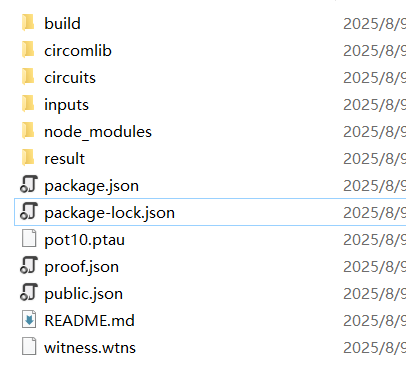 build 2025/8/9
circomlib 2025/8/9
circuits 2025/8/9
inputs 2025/8/9
node_modules 2025/8/9
result 2025/8/9
package.json 2025/8/9
package-lock.json 2025/8/9
pot10.ptau 2025/8/9
proof.json 2025/8/9
public.json 2025/8/9
README.md 2025/8/9
witness.wtns 2025/8/9